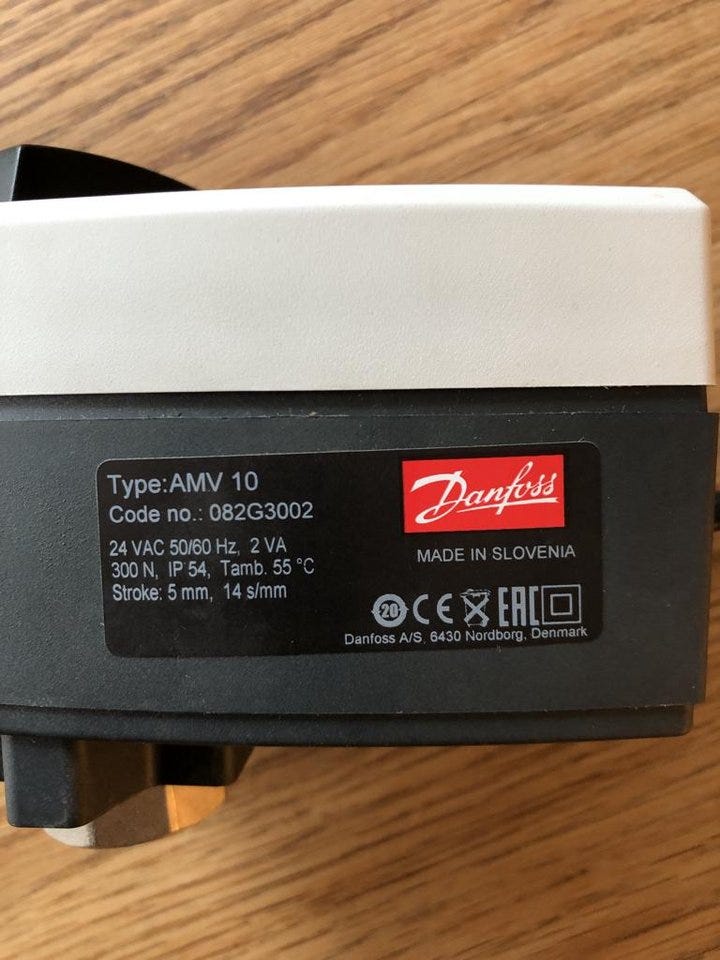 Type:AMV 10
Code no.: 082G3002
24 VAC 50/60 Hz, 2 VA
300 N, IP 54, Tamb. 55 °C
Stroke: 5 mm, 14 s/mm
Danfoss
MADE IN SLOVENIA
20 CE EAC
Danfoss A/S, 6430 Nordborg, Denmark